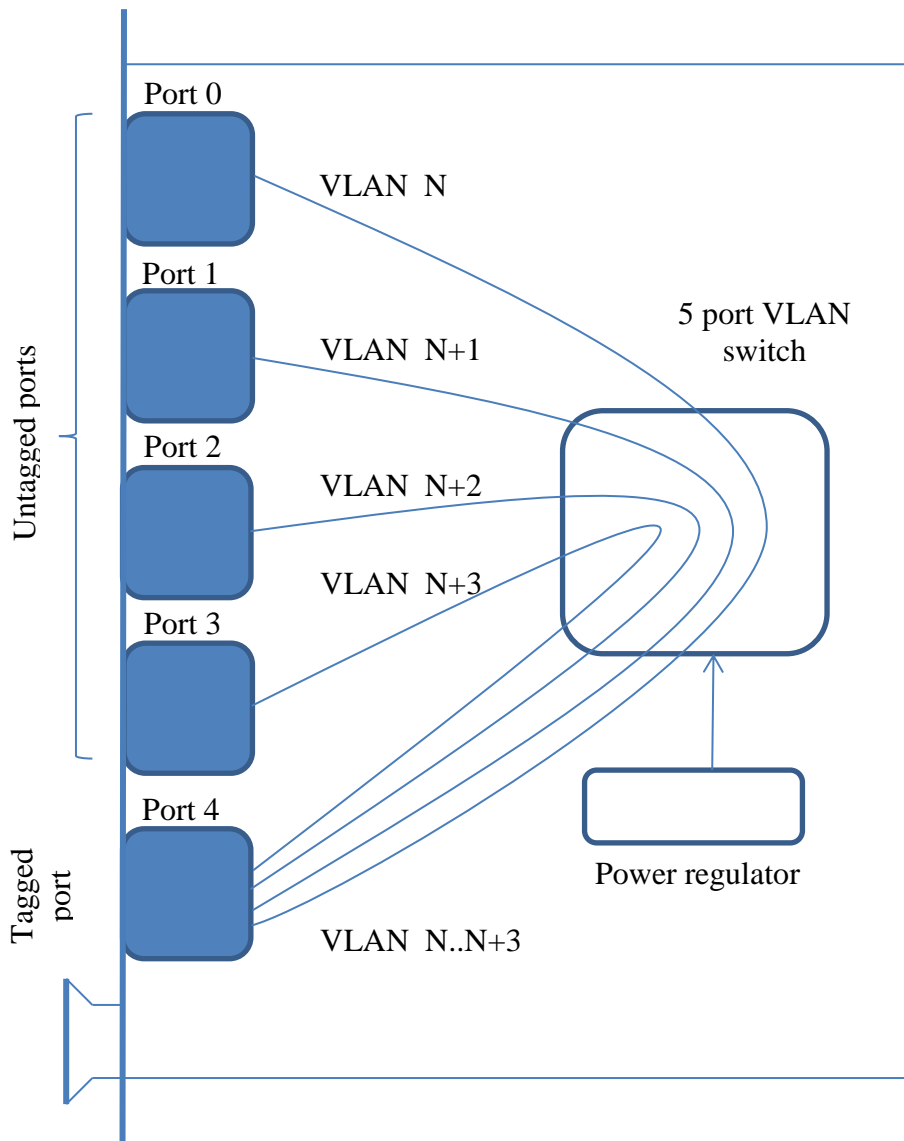 Port 0
VLAN N
Port 1
5 port VLAN
switch
VLAN N+1
Untagged ports
Port 2
VLAN N+2
VLAN N+3
Port 3
Port 4
Power regulator
Tagged
port
VLAN N..N+3